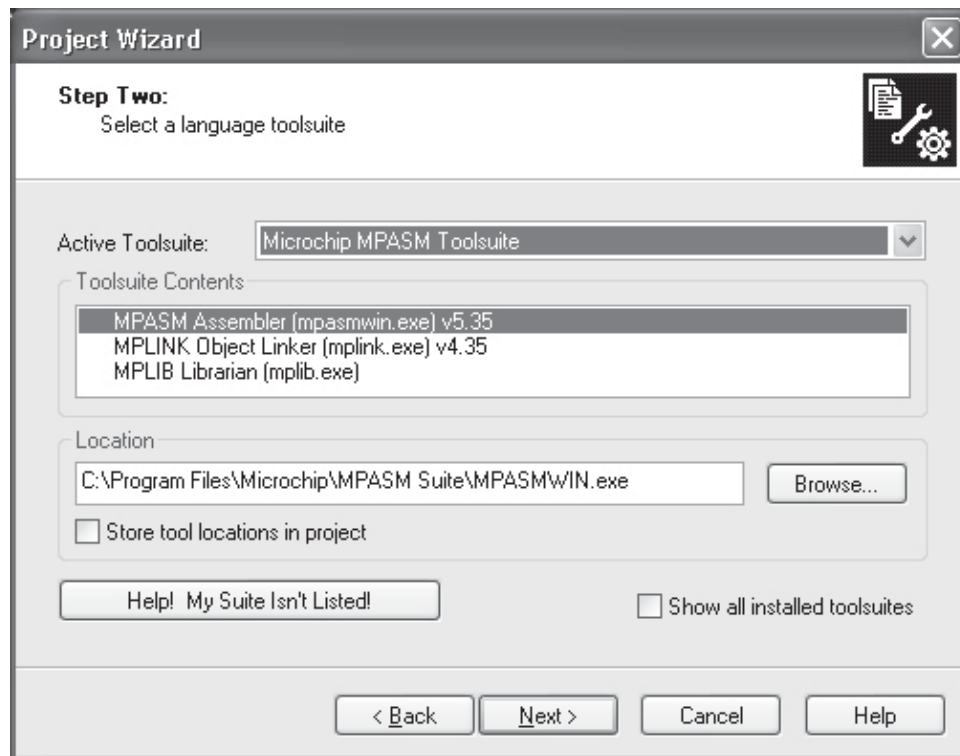 Project Wizard
Step Two:
Select a language toolsuite
Active Toolsuite: Microchip MPASM Toolsuite
Toolsuite Contents
MPASM Assembler (mpasmwin.exe) v5.35
MPLINK Object Linker (mplink.exe) v4.35
MPLIB Librarian (mplib.exe)
Location
C:\Program Files\Microchip\MPASM Suite\MPASMWIN.exe Browse...
Store tool locations in project
Help! My Suite Isn't Listed! Show all installed toolsuites
< Back Next > Cancel Help